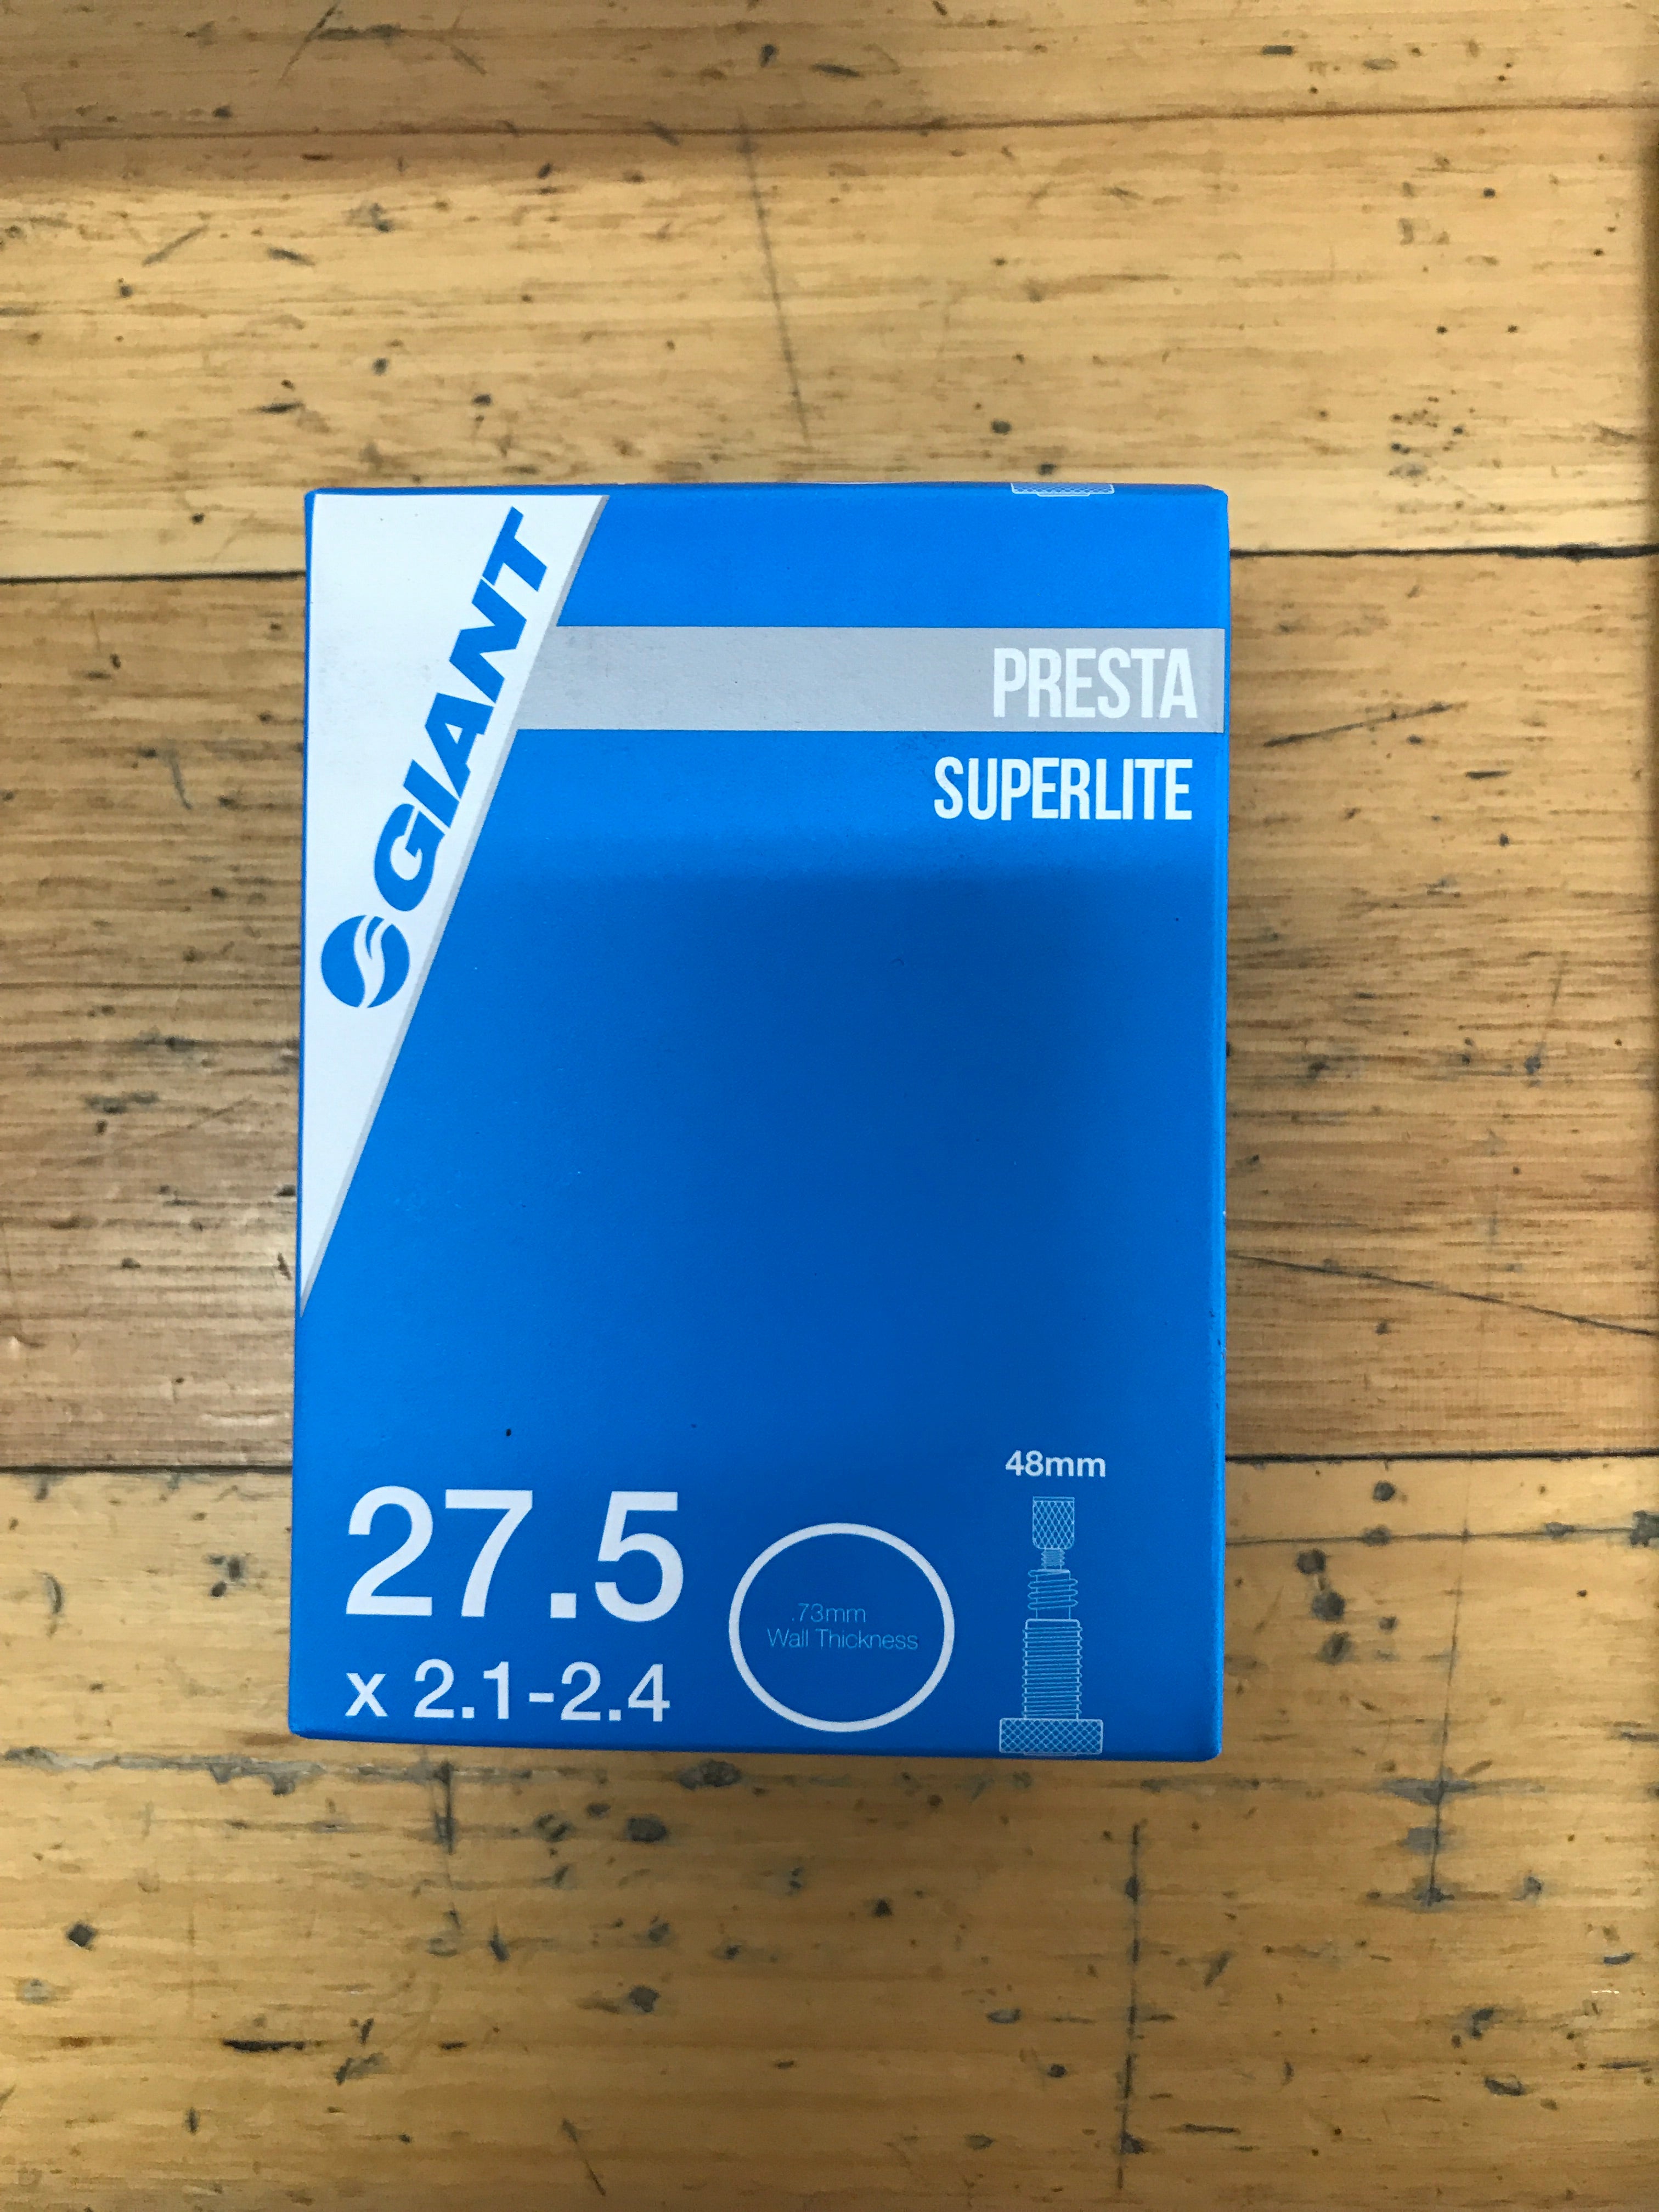 GIANT
PRESTA
SUPERLITE
48mm
27.5
x 2.1-2.4
.73mm
Wall Thickness